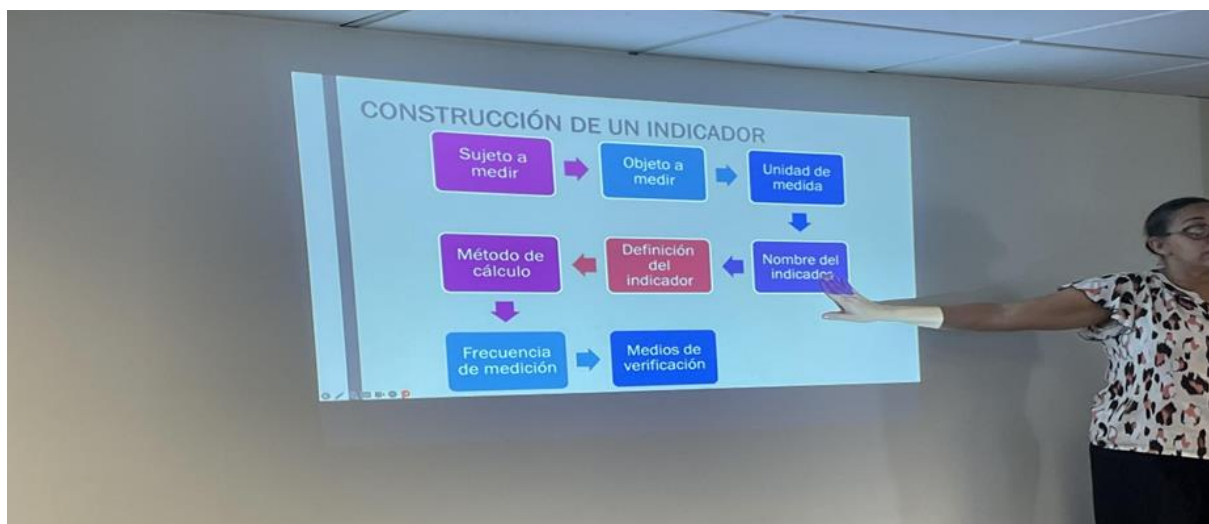 CONSTRUCCIÓN DE UN INDICADOR
Sujeto a
medir
Objeto a
medir
Unidad de
medida
Nombre del
indicador
Definición
del
indicador
Método de
cálculo
Frecuencia
de medición
Medios de
verificación